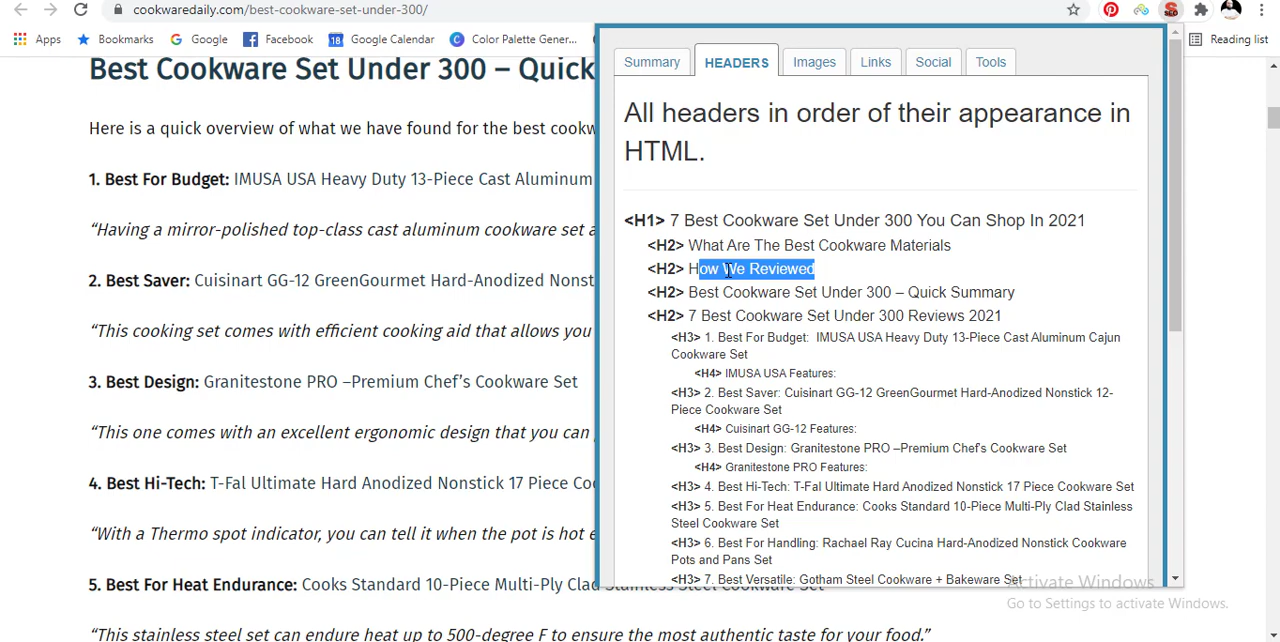 cookwaredaily.com/best-cookware-set-under-300/
SEO
Apps Bookmarks Google Facebook 18 Google Calendar C Color Palette Gener... Reading list
Best Cookware Set Under 300 – Quick
Here is a quick overview of what we have found for the best cookw
1. Best For Budget: IMUSA USA Heavy Duty 13-Piece Cast Aluminum
“Having a mirror-polished top-class cast aluminum cookware set a
2. Best Saver: Cuisinart GG-12 GreenGourmet Hard-Anodized Nonst
“This cooking set comes with efficient cooking aid that allows you
3. Best Design: Granitestone PRO –Premium Chef’s Cookware Set
“This one comes with an excellent ergonomic design that you can
4. Best Hi-Tech: T-Fal Ultimate Hard Anodized Nonstick 17 Piece Co
“With a Thermo spot indicator, you can tell it when the pot is hot e
5. Best For Heat Endurance: Cooks Standard 10-Piece Multi-Ply Clad Stainless Steel Cookware Set
“This stainless steel set can endure heat up to 500-degree F to ensure the most authentic taste for your food.”
Summary HEADERS Images Links Social Tools
All headers in order of their appearance in
HTML.
<H1> 7 Best Cookware Set Under 300 You Can Shop In 2021
<H2> What Are The Best Cookware Materials
<H2> How We Reviewed
<H2> Best Cookware Set Under 300 – Quick Summary
<H2> 7 Best Cookware Set Under 300 Reviews 2021
<H3> 1. Best For Budget: IMUSA USA Heavy Duty 13-Piece Cast Aluminum Cajun
Cookware Set
<H4> IMUSA USA Features:
<H3> 2. Best Saver: Cuisinart GG-12 GreenGourmet Hard-Anodized Nonstick 12-
Piece Cookware Set
<H4> Cuisinart GG-12 Features:
<H3> 3. Best Design: Granitestone PRO –Premium Chef's Cookware Set
<H4> Granitestone PRO Features:
<H3> 4. Best Hi-Tech: T-Fal Ultimate Hard Anodized Nonstick 17 Piece Cookware Set
<H3> 5. Best For Heat Endurance: Cooks Standard 10-Piece Multi-Ply Clad Stainless
Steel Cookware Set
<H3> 6. Best For Handling: Rachael Ray Cucina Hard-Anodized Nonstick Cookware
Pots and Pans Set
<H3> 7. Best Versatile: Gotham Steel Cookware + Bakeware Set
Activate Windows
Go to Settings to activate Windows.